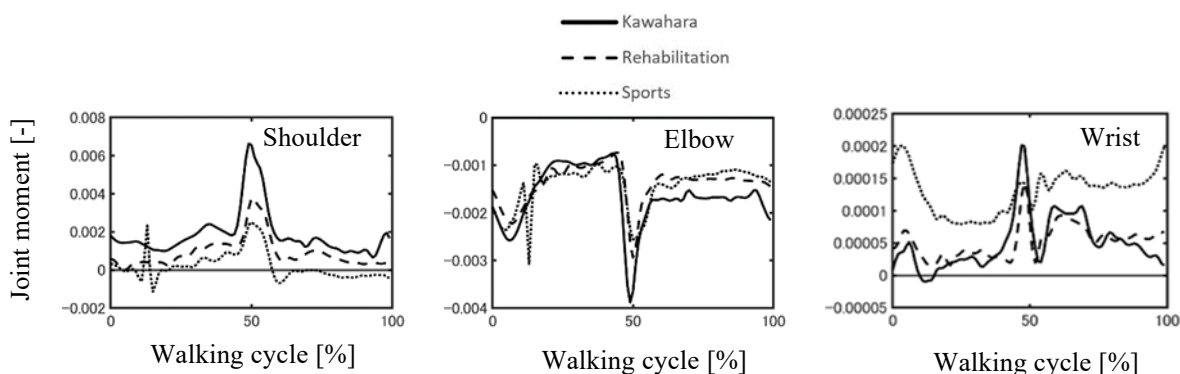 Kawahara
Rehabilitation
Sports
Joint moment [-]
Shoulder
0.008
0.006
0.004
0.002
0
−0.002
0
50
100
Walking cycle [%]
Elbow
0
−0.001
−0.002
−0.003
−0.004
0
50
100
Walking cycle [%]
Wrist
0.00025
0.0002
0.00015
0.0001
0.00005
0
−0.00005
0
50
100
Walking cycle [%]